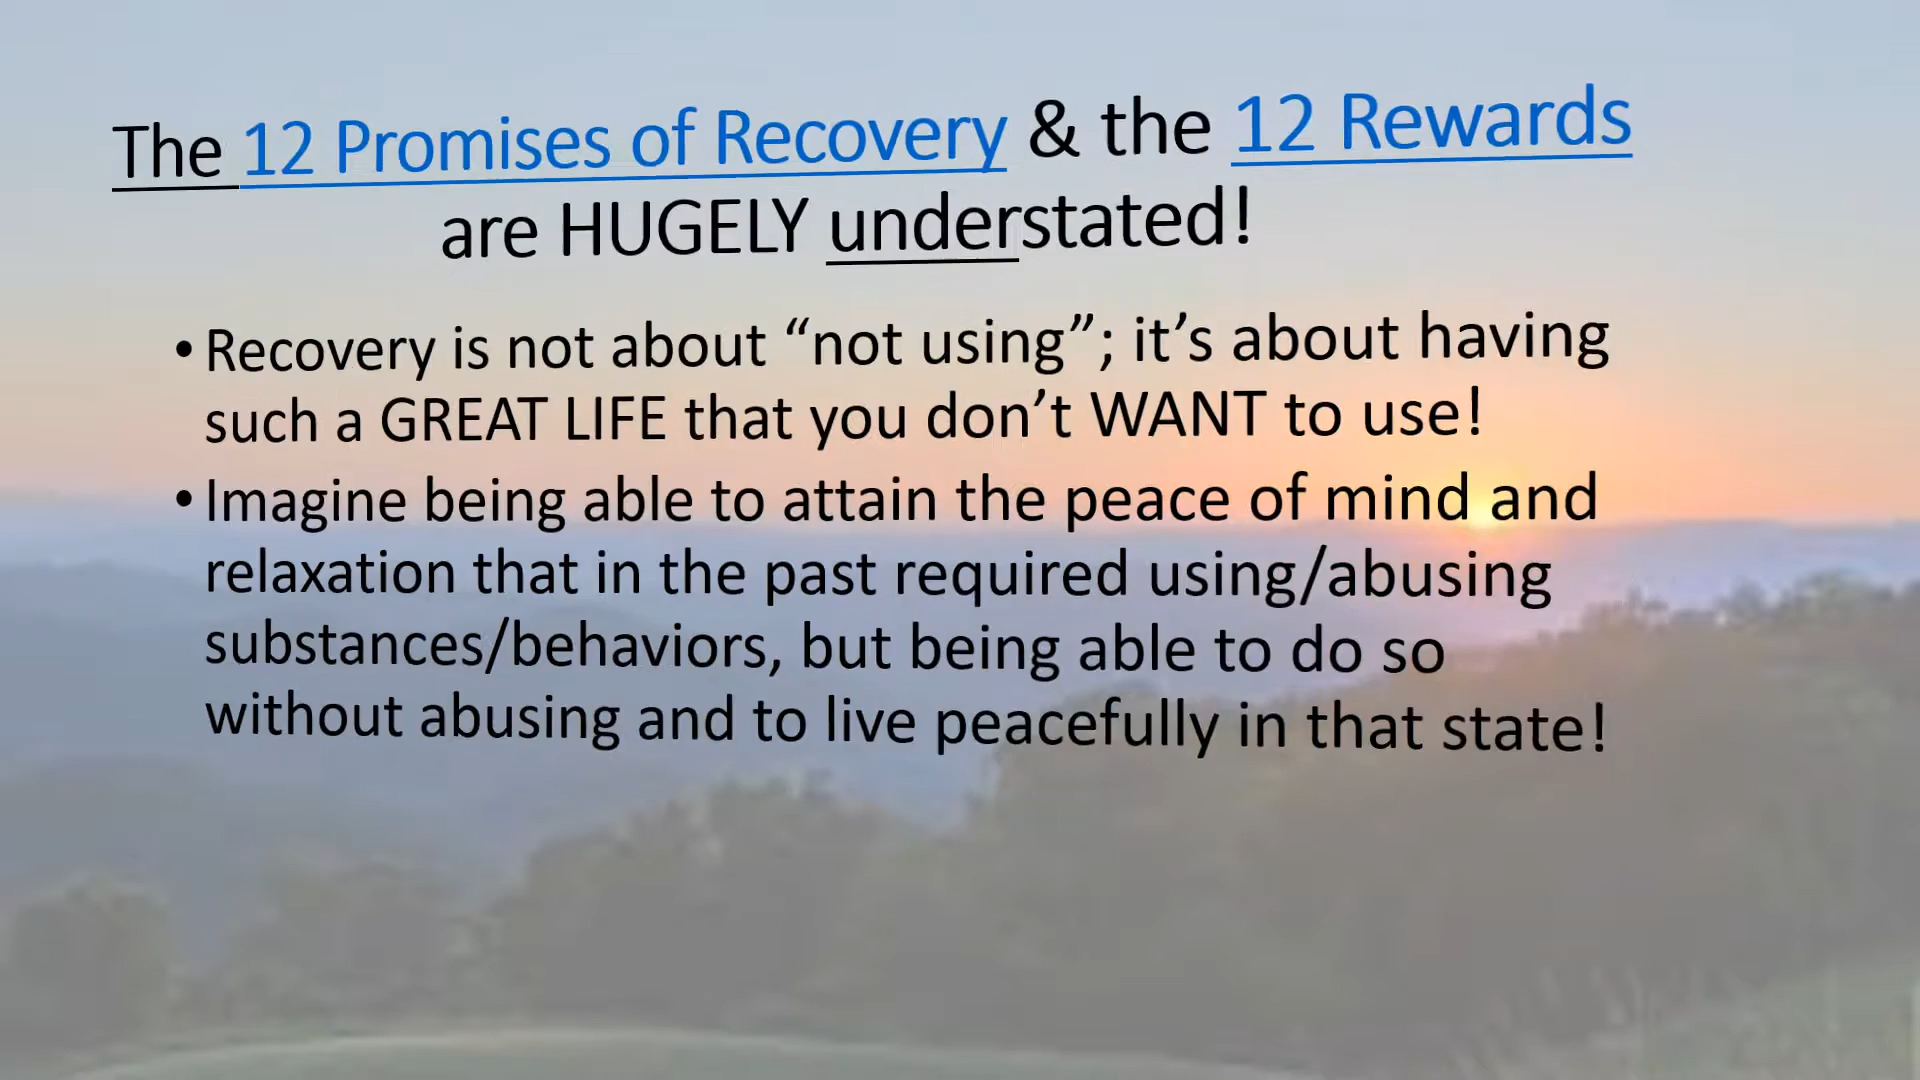 The 12 Promises of Recovery & the 12 Rewards
are HUGELY understated!
• Recovery is not about “not using”; it’s about having
such a GREAT LIFE that you don’t WANT to use!
• Imagine being able to attain the peace of mind and
relaxation that in the past required using/abusing
substances/behaviors, but being able to do so
without abusing and to live peacefully in that state!